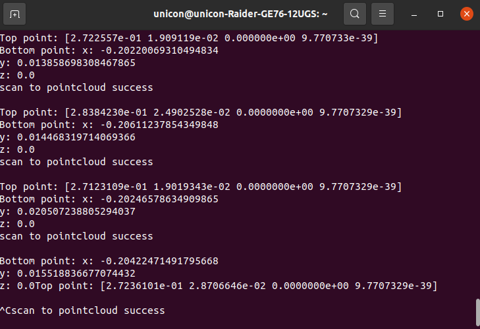 unicon@unicon-Raider-GE76-12UGS: ~
Top point: [2.722557e-01 1.909119e-02 0.000000e+00 9.770733e-39]
Bottom point: x: -0.20220069310494834
y: 0.013858698308467865
z: 0.0
scan to pointcloud success
Top point: [2.8384230e-01 2.4902528e-02 0.0000000e+00 9.7707329e-39]
Bottom point: x: -0.20611237854349848
y: 0.014468319714069366
z: 0.0
scan to pointcloud success
Top point: [2.7123109e-01 1.9019343e-02 0.0000000e+00 9.7707329e-39]
Bottom point: x: -0.20246578634909865
y: 0.020507238805294037
z: 0.0
scan to pointcloud success
Bottom point: x: -0.20422471491795668
y: 0.015518836677074432
z: 0.0Top point: [2.7236101e-01 2.8706646e-02 0.0000000e+00 9.7707329e-39]
^Cscan to pointcloud success